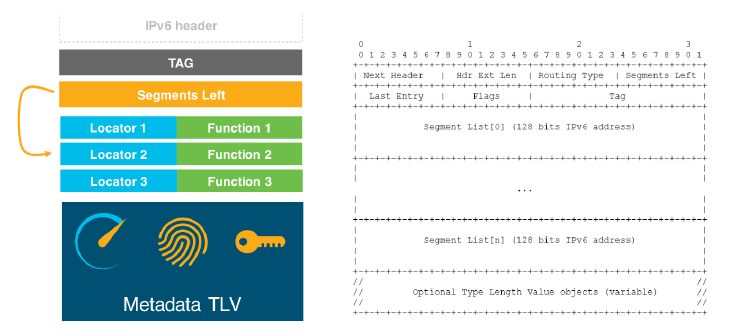 IPv6 header
TAG
Segments Left
Locator 1 Function 1
Locator 2 Function 2
Locator 3 Function 3
Metadata TLV
0 1 2 3
0 1 2 3 4 5 6 7 8 9 0 1 2 3 4 5 6 7 8 9 0 1 2 3 4 5 6 7 8 9 0 1
+-+-+-+-+-+-+-+-+-+-+-+-+-+-+-+-+-+-+-+-+-+-+-+-+-+-+-+-+-+-+-+-+
| Next Header | Hdr Ext Len | Routing Type | Segments Left |
+-+-+-+-+-+-+-+-+-+-+-+-+-+-+-+-+-+-+-+-+-+-+-+-+-+-+-+-+-+-+-+-+
| Last Entry | Flags | Tag |
+-+-+-+-+-+-+-+-+-+-+-+-+-+-+-+-+-+-+-+-+-+-+-+-+-+-+-+-+-+-+-+-+
| |
| Segment List[0] (128 bits IPv6 address) |
| |
| |
+-+-+-+-+-+-+-+-+-+-+-+-+-+-+-+-+-+-+-+-+-+-+-+-+-+-+-+-+-+-+-+-+
| |
| |
...
| |
| |
+-+-+-+-+-+-+-+-+-+-+-+-+-+-+-+-+-+-+-+-+-+-+-+-+-+-+-+-+-+-+-+-+
| |
| Segment List[n] (128 bits IPv6 address) |
| |
| |
+-+-+-+-+-+-+-+-+-+-+-+-+-+-+-+-+-+-+-+-+-+-+-+-+-+-+-+-+-+-+-+-+
// //
// Optional Type Length Value objects (variable) //
// //
+-+-+-+-+-+-+-+-+-+-+-+-+-+-+-+-+-+-+-+-+-+-+-+-+-+-+-+-+-+-+-+-+